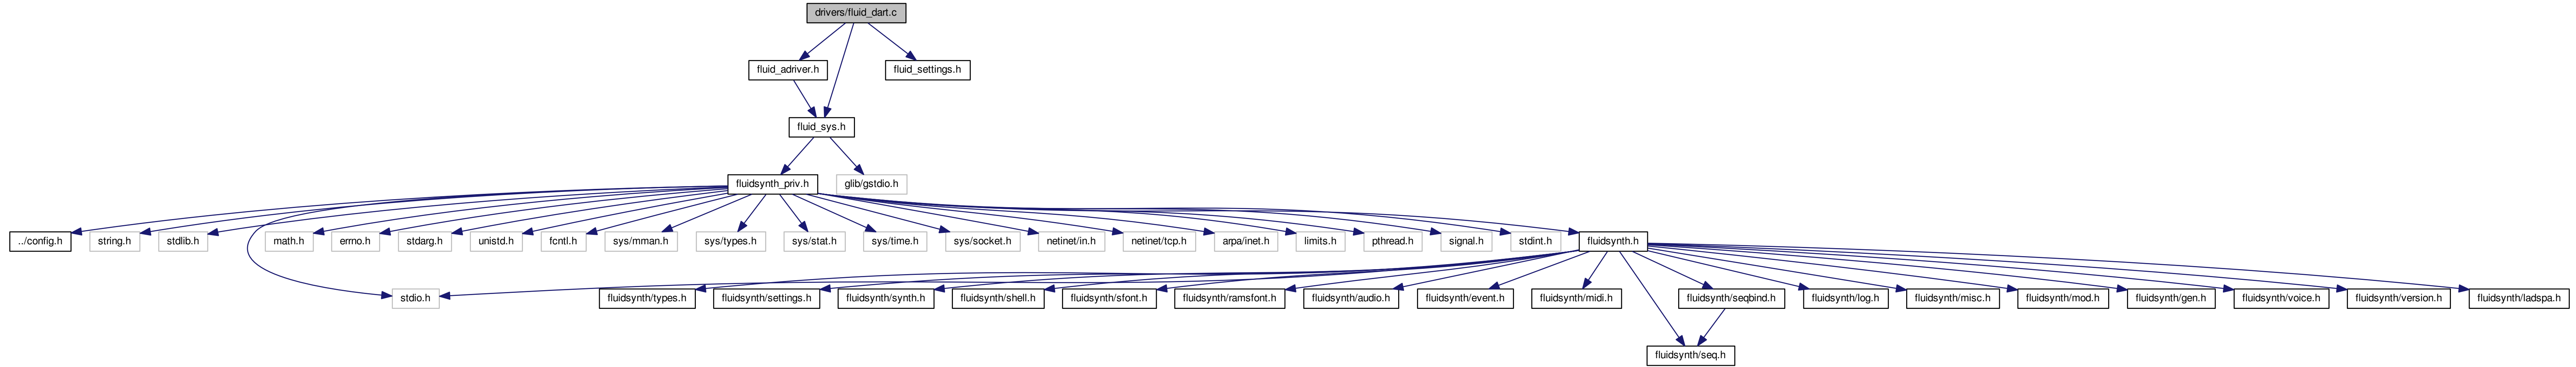 drivers/fluid_dart.c
fluid_adriver.h
fluid_settings.h
fluid_sys.h
fluidsynth_priv.h
glib/gstdio.h
../config.h
string.h
stdlib.h
math.h
errno.h
stdarg.h
unistd.h
fcntl.h
sys/mman.h
sys/types.h
sys/stat.h
sys/time.h
sys/socket.h
netinet/in.h
netinet/tcp.h
arpa/inet.h
limits.h
pthread.h
signal.h
stdint.h
fluidsynth.h
stdio.h
fluidsynth/types.h
fluidsynth/settings.h
fluidsynth/synth.h
fluidsynth/shell.h
fluidsynth/sfont.h
fluidsynth/ramsfont.h
fluidsynth/audio.h
fluidsynth/event.h
fluidsynth/midi.h
fluidsynth/seqbind.h
fluidsynth/log.h
fluidsynth/misc.h
fluidsynth/mod.h
fluidsynth/gen.h
fluidsynth/voice.h
fluidsynth/version.h
fluidsynth/ladspa.h
fluidsynth/seq.h